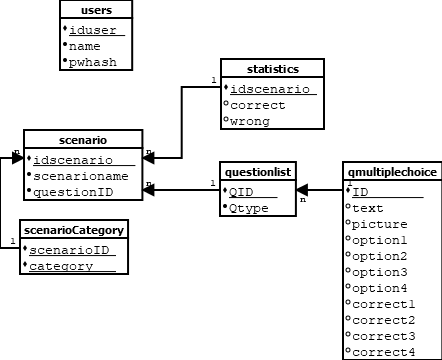 users
iduser
name
pwhash
statistics
idscenario
correct
wrong
1
scenario
idscenario
scenarioname
questionID
n
n
n
questionlist
QID
Qtype
1
n
qmultiplechoice
ID
text
picture
option1
option2
option3
option4
correct1
correct2
correct3
correct4
1
scenarioCategory
scenarioID
category
1